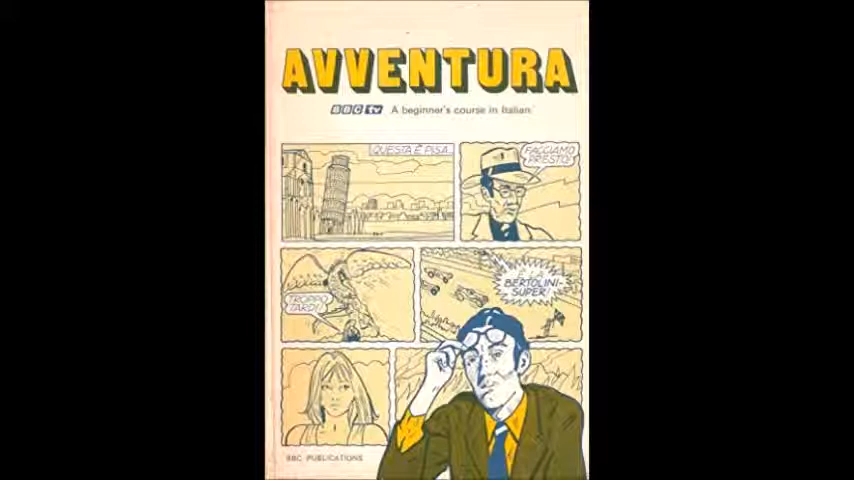 AVVENTURA
BBC tv A beginner's course in Italian.
QUESTA È PISA
FACCIAMO
PRESTO!
TROPPO
TARDI!
È LA
BERTOLINI-
SUPER!
BBC PUBLICATIONS